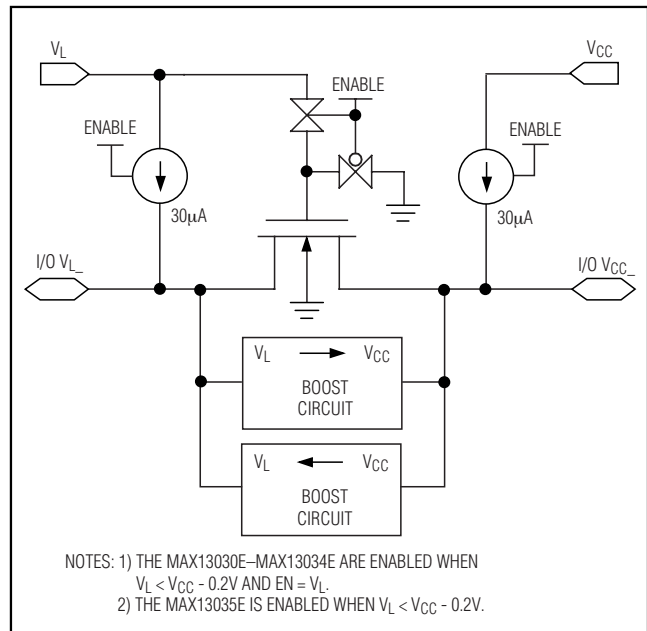 VL
VCC
ENABLE
ENABLE
ENABLE
30μA
30μA
I/O VL_
I/O VCC_
VL
VCC
BOOST
CIRCUIT
VL
VCC
BOOST
CIRCUIT
NOTES: 1) THE MAX13030E–MAX13034E ARE ENABLED WHEN
VL < VCC - 0.2V AND EN = VL.
2) THE MAX13035E IS ENABLED WHEN VL < VCC - 0.2V.